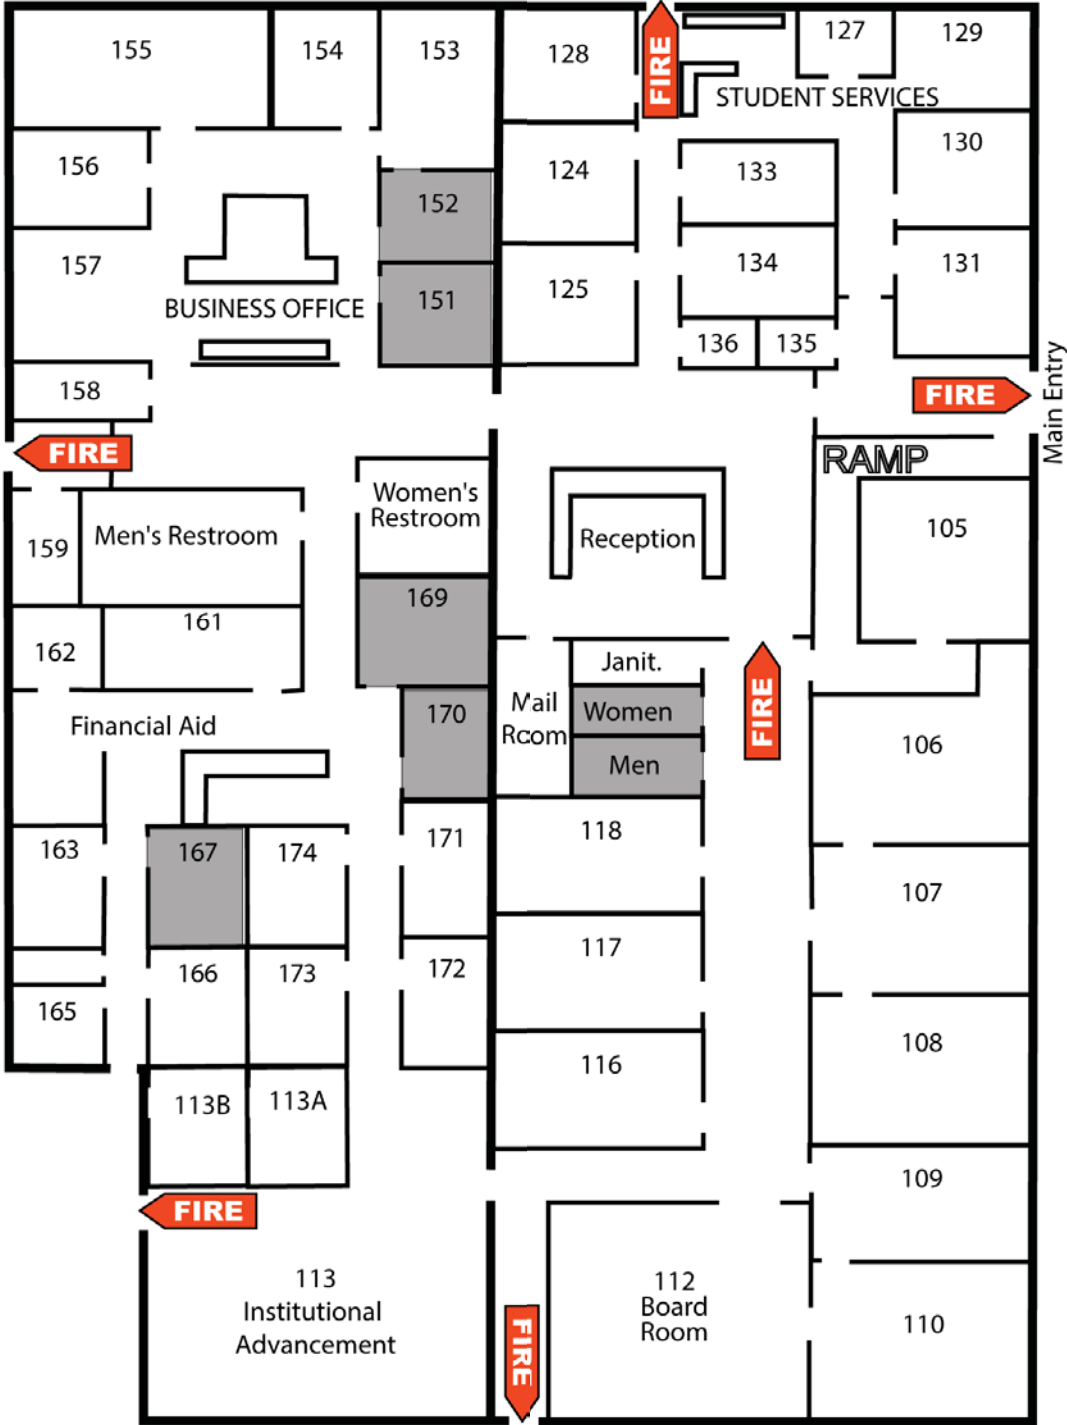 155
154
153
128
FIRE
127
129
STUDENT SERVICES
156
152
124
133
130
157
151
125
134
131
BUSINESS OFFICE
136
135
158
FIRE
Main Entry
FIRE
RAMP
Women's
Restroom
Men's Restroom
159
Reception
105
169
161
162
Janit.
Financial Aid
170
Mail
Room
Women
Men
FIRE
106
163
167
174
171
118
107
166
173
172
117
165
108
113B
113A
116
109
FIRE
113
Institutional
Advancement
FIRE
112
Board
Room
110